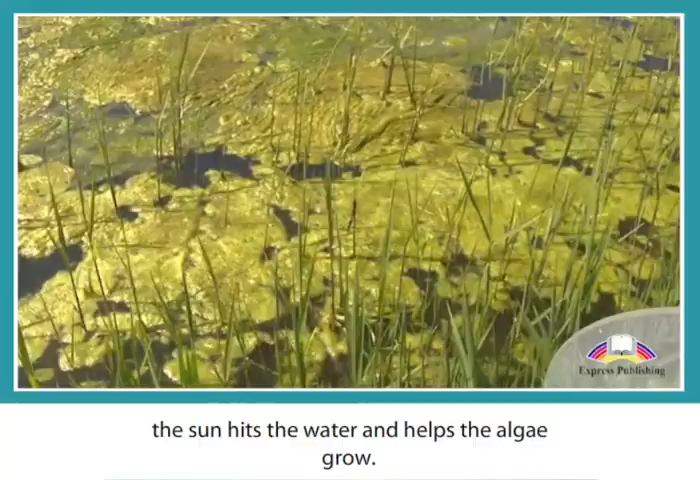 Express Publishing
the sun hits the water and helps the algae
grow.